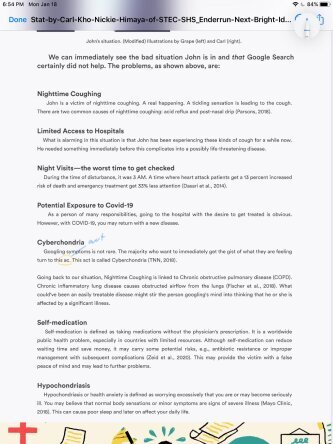 6:54 PM Mon Jan 18
84%
Done Stat-by-Carl-Kho-Nickie-Himaya-of-STEC-SHS_Enderrun-Next-Bright-Id...
John's situation. (Modified) Illustrations by Grape (left) and Carl (right).
We can immediately see the bad situation John is in and that Google Search
certainly did not help. The problems, as shown above, are:
Nighttime Coughing
John is a victim of nighttime coughing. A real happening. A tickling sensation is leading to the cough.
There are two common causes of nighttime coughing: acid reflux and post-nasal drip (Parsons, 2018).
Limited Access to Hospitals
What is alarming in this situation is that John has been experiencing these kinds of cough for a while now.
He needed something immediately before this complicates into a possibly life-threatening disease.
Night Visits—the worst time to get checked
During the time of disturbance, it was 3 AM. A time where heart attack patients get a 13 percent increased
risk of death and emergency treatment get 33% less attention (Dasari et al., 2014).
Potential Exposure to Covid-19
As a person of many responsibilities, going to the hospital with the desire to get treated is obvious.
However, with COVID-19, you may return with a new disease.
Cyberchondria
Googling symptoms is not rare. The majority who want to immediately get the gist of what they are feeling
turn to this act. This act is called Cyberchondria (TNN, 2018).
Going back to our situation, Nighttime Coughing is linked to Chronic obstructive pulmonary disease (COPD).
Chronic inflammatory lung disease causes obstructed airflow from the lungs (Fischer et al., 2018). What
could've been an easily treatable disease might stir the person googling's mind into thinking that he or she is
affected by a significant illness.
Self-medication
Self-medication is defined as taking medications without the physician's prescription. It is a worldwide
public health problem, especially in countries with limited resources. Although self-medication can reduce
waiting time and save money, it may carry some potential risks, e.g., antibiotic resistance or improper
management with subsequent complications (Zeid et al., 2020). This may provide the victim with a false
peace of mind and may lead to further problems.
Hypochondriasis
Hypochondriasis or health anxiety is defined as worrying excessively that you are or may become seriously
ill. You may believe that normal body sensations or minor symptoms are signs of severe illness (Mayo Clinic,
2018). This can cause poor sleep and later-on affect your daily life.